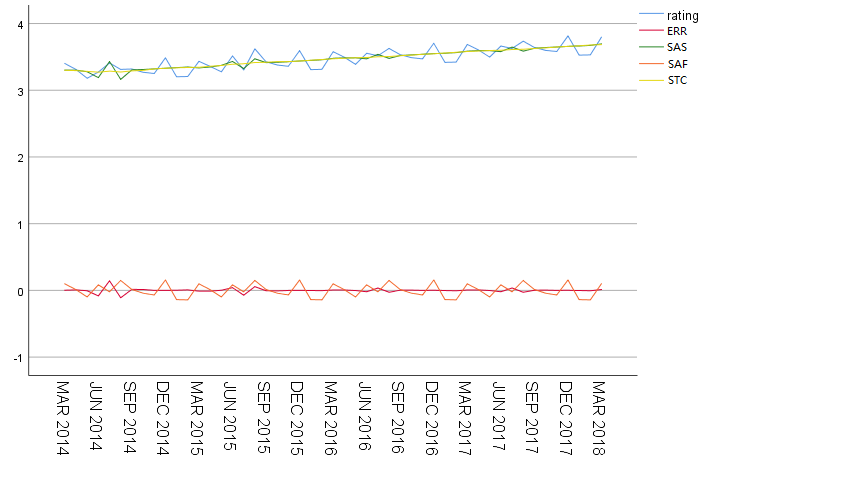 4
3
2
1
0
-1
MAR 2014
JUN 2014
SEP 2014
DEC 2014
MAR 2015
JUN 2015
SEP 2015
DEC 2015
MAR 2016
JUN 2016
SEP 2016
DEC 2016
MAR 2017
JUN 2017
SEP 2017
DEC 2017
MAR 2018
rating
ERR
SAS
SAF
STC